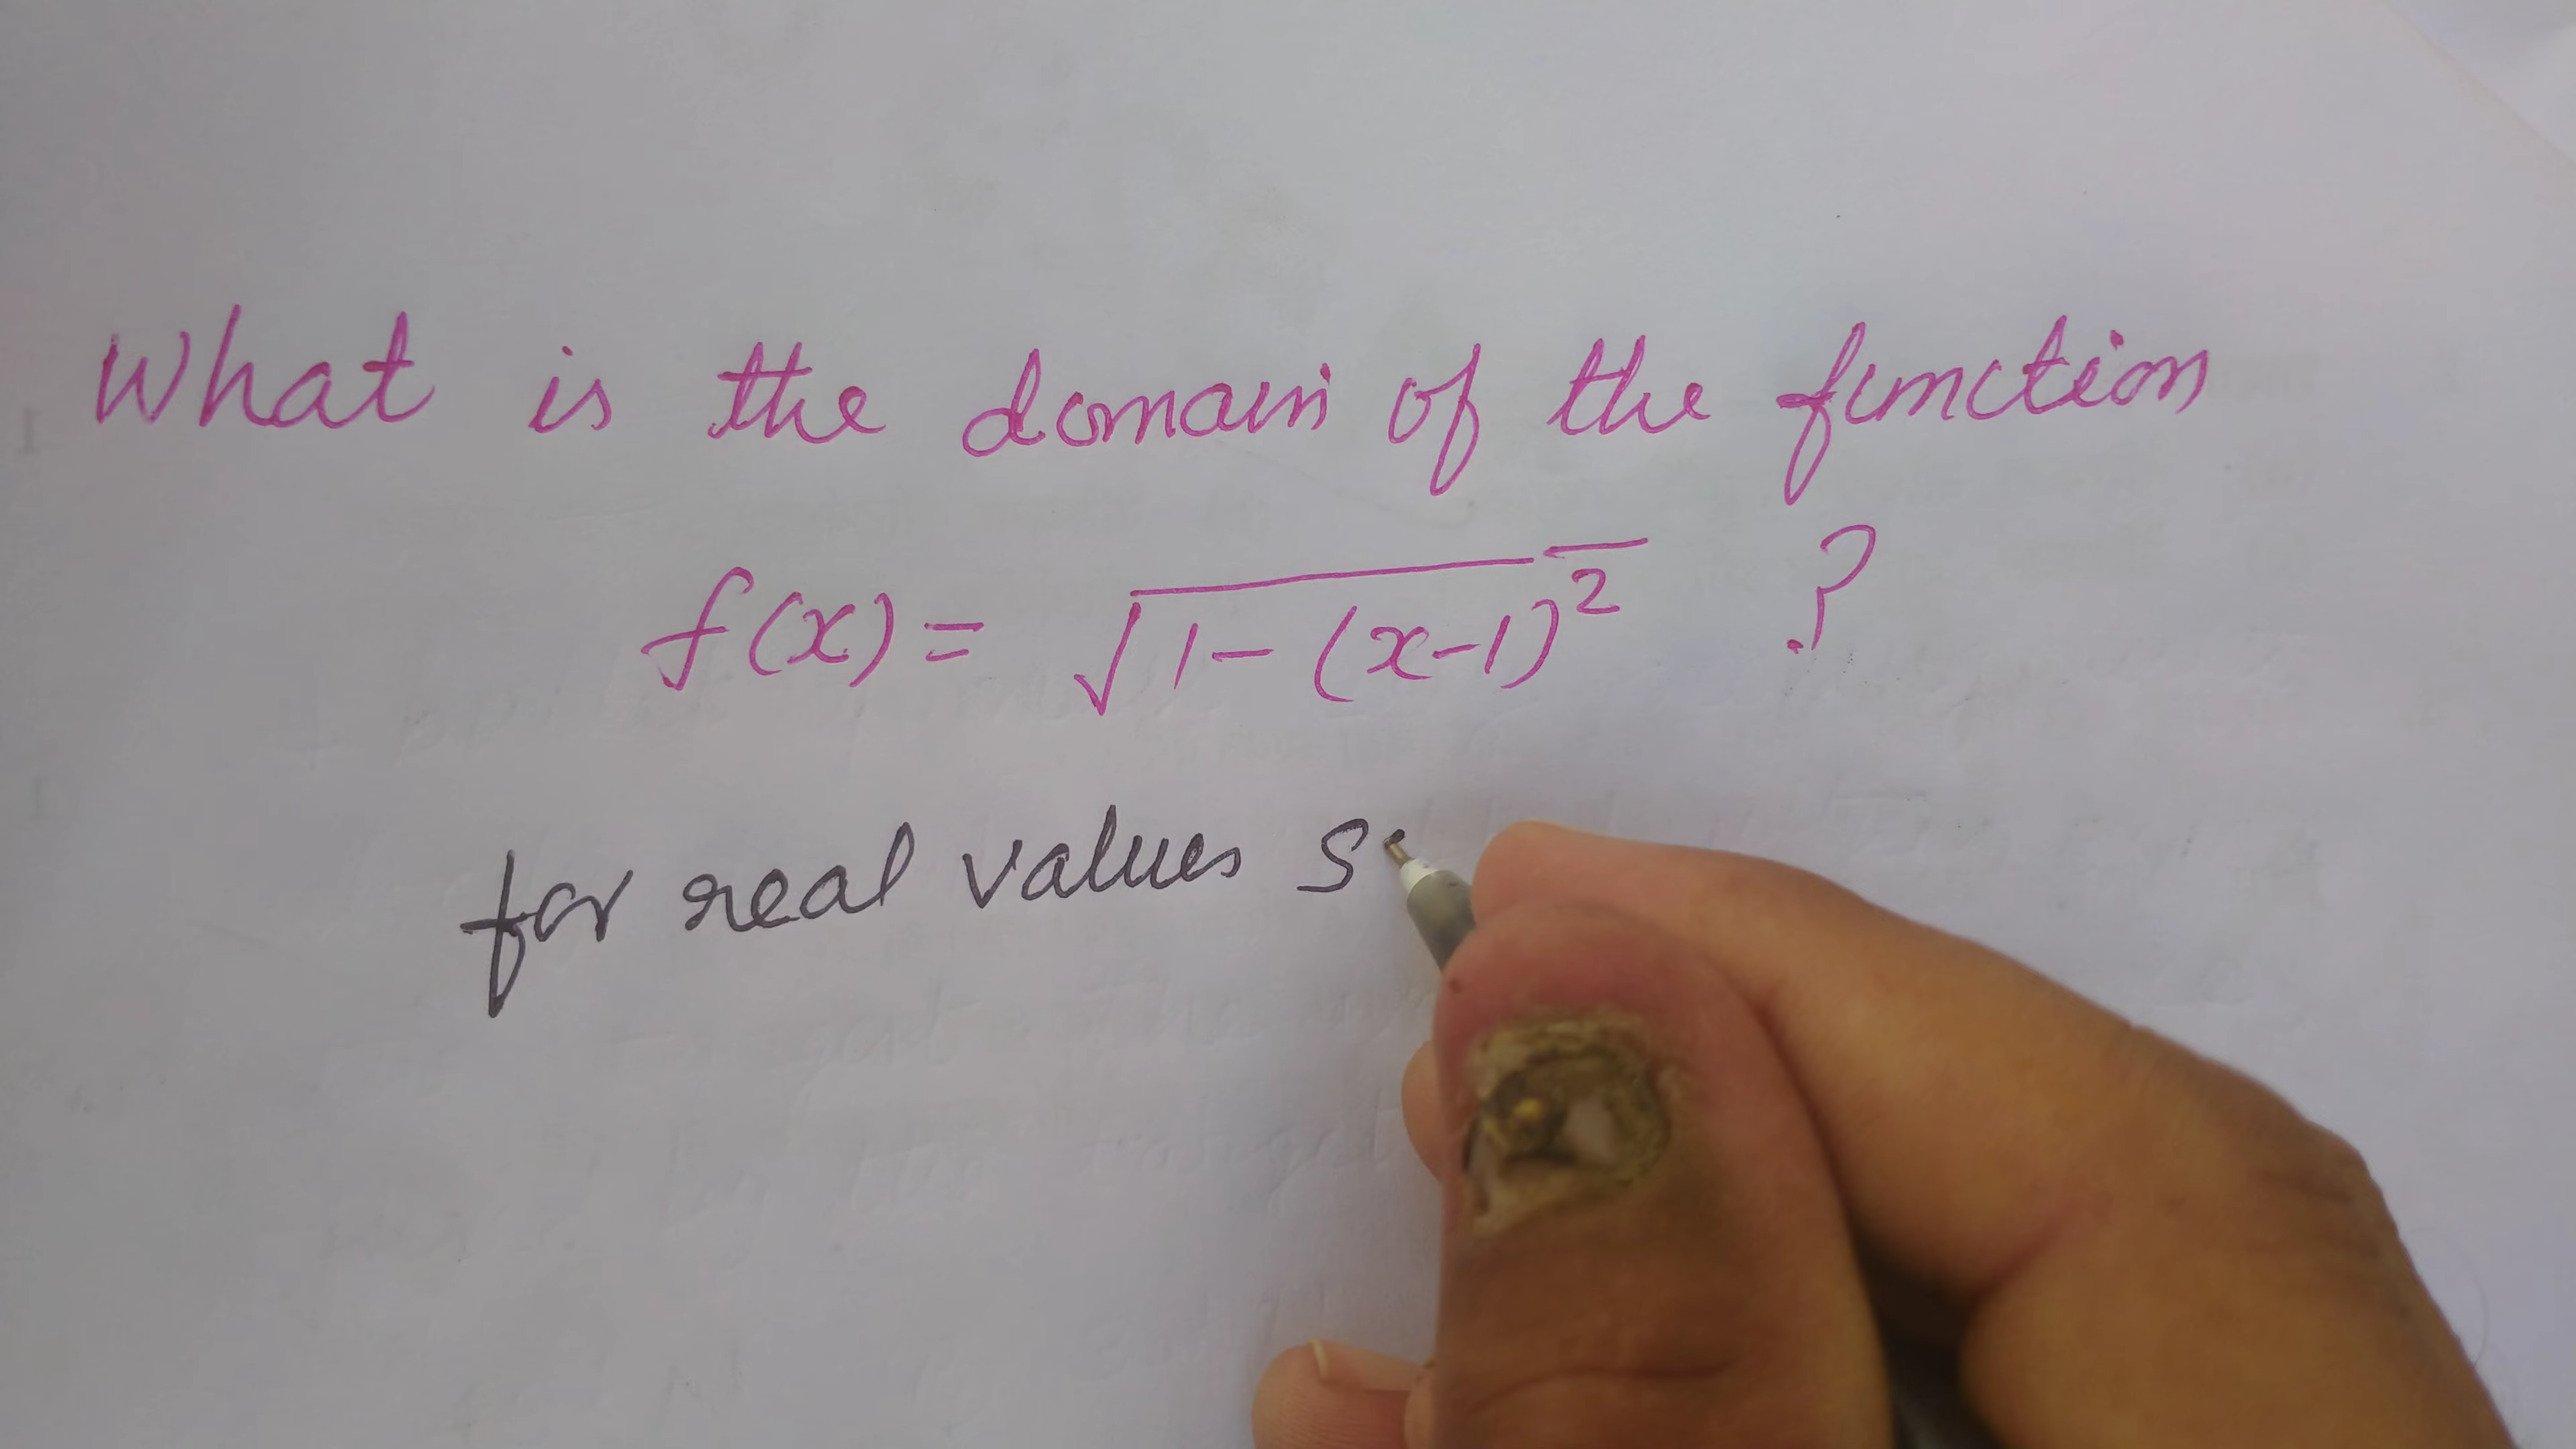 What is the domain of the function
f(x) = √1-(x-1)² ?
for real values s